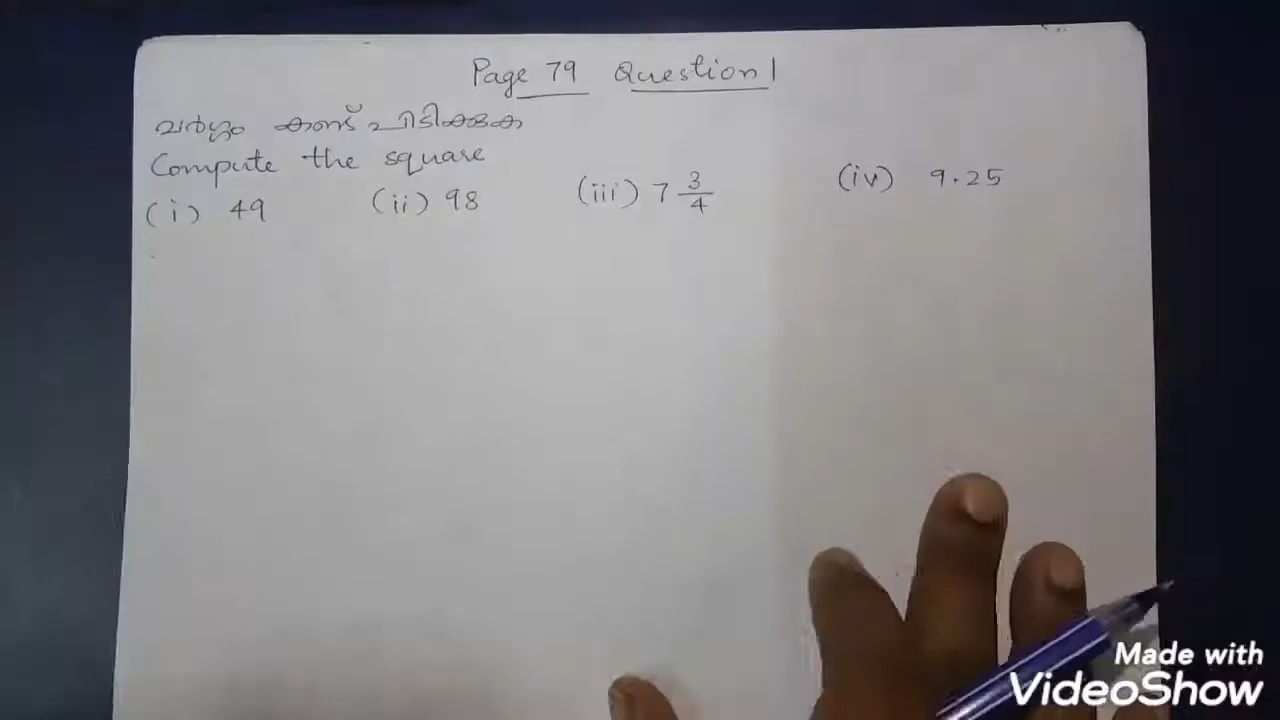 Page 79 Question 1
വർഗ്ഗം കണ്ട് പിടിക്കുക
Compute the square
(i) 49 (ii) 98 (iii) 7 3/4 (iv) 9.25
Made with
VideoShow